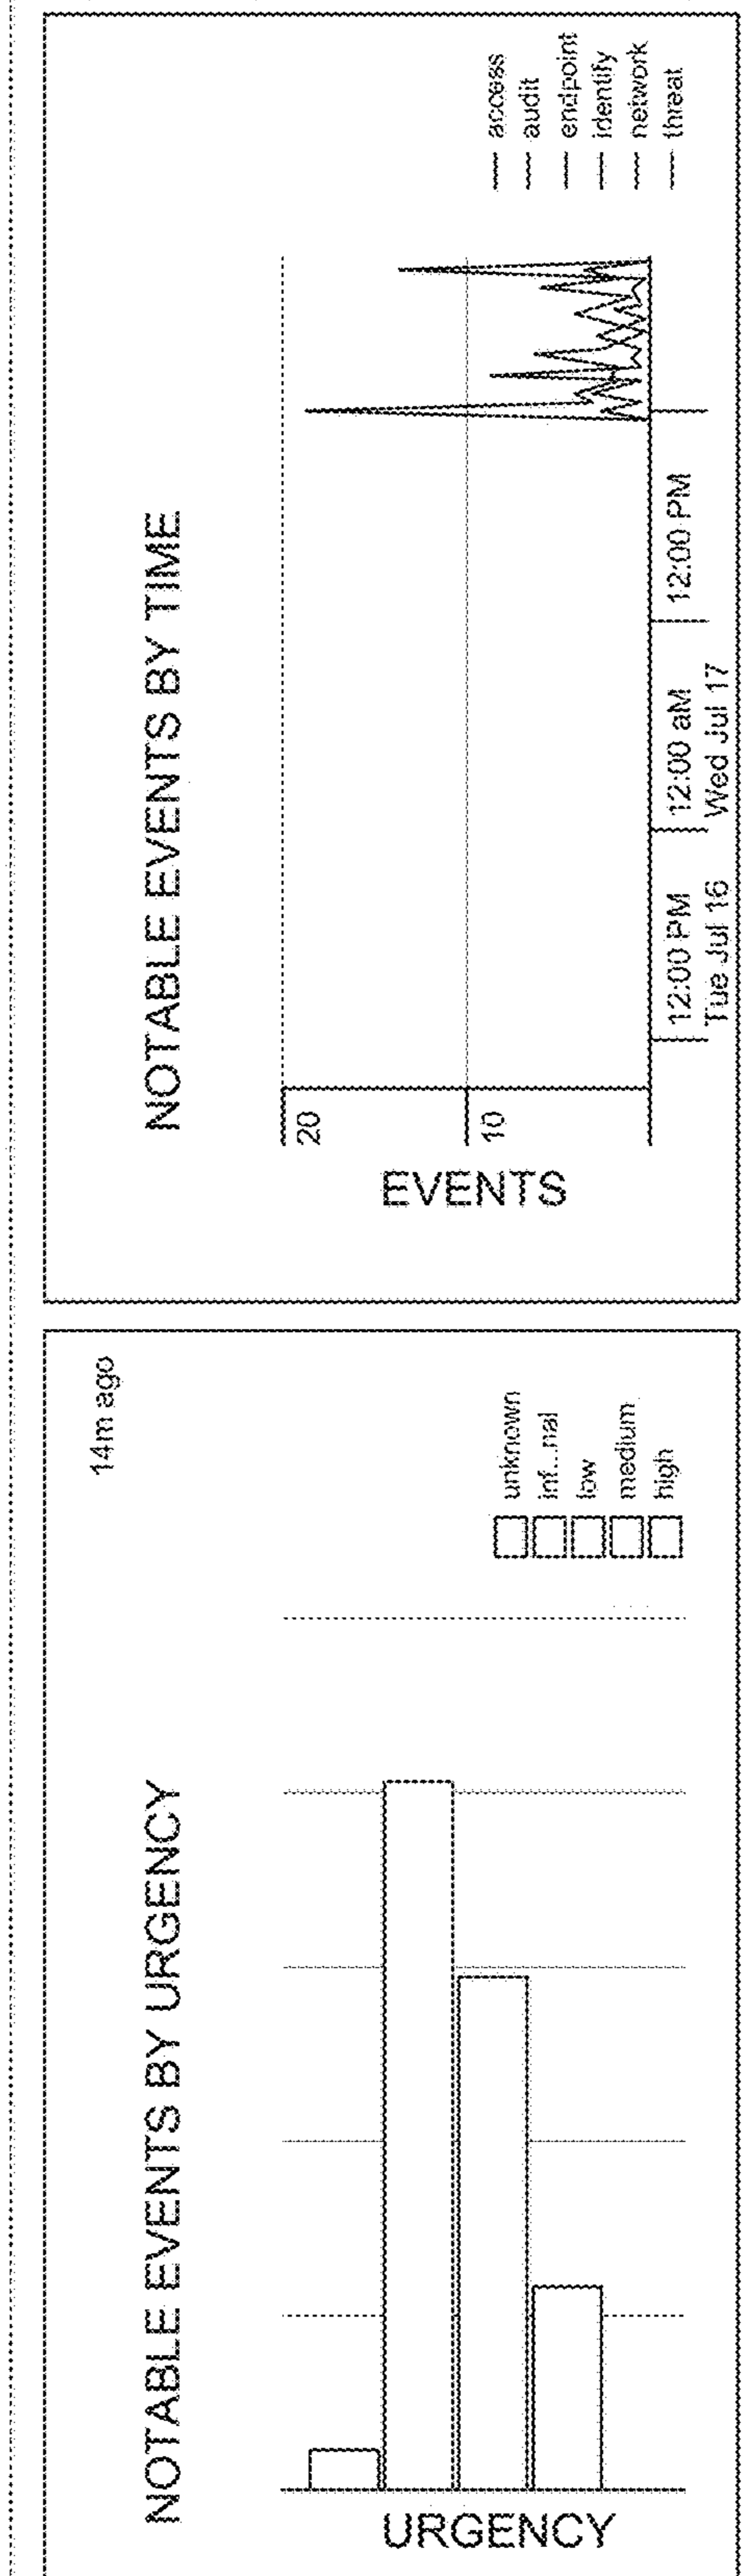 NOTABLE EVENTS BY URGENCY
14m ago
URGENCY
unknown
inf...nal
low
medium
high
NOTABLE EVENTS BY TIME
EVENTS
20
10
12:00 PM
Tue Jul 16
12:00 aM
Wed Jul 17
12:00 PM
access
audit
endpoint
identify
network
threat